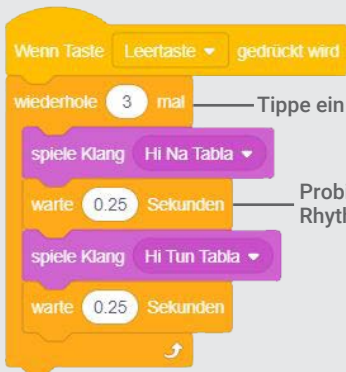 Wenn Taste Leertaste gedrückt wird
wiederhole 3 mal
Tippe ein
spiele Klang Hi Na Tabla
warte 0.25 Sekunden
spiele Klang Hi Tun Tabla
warte 0.25 Sekunden